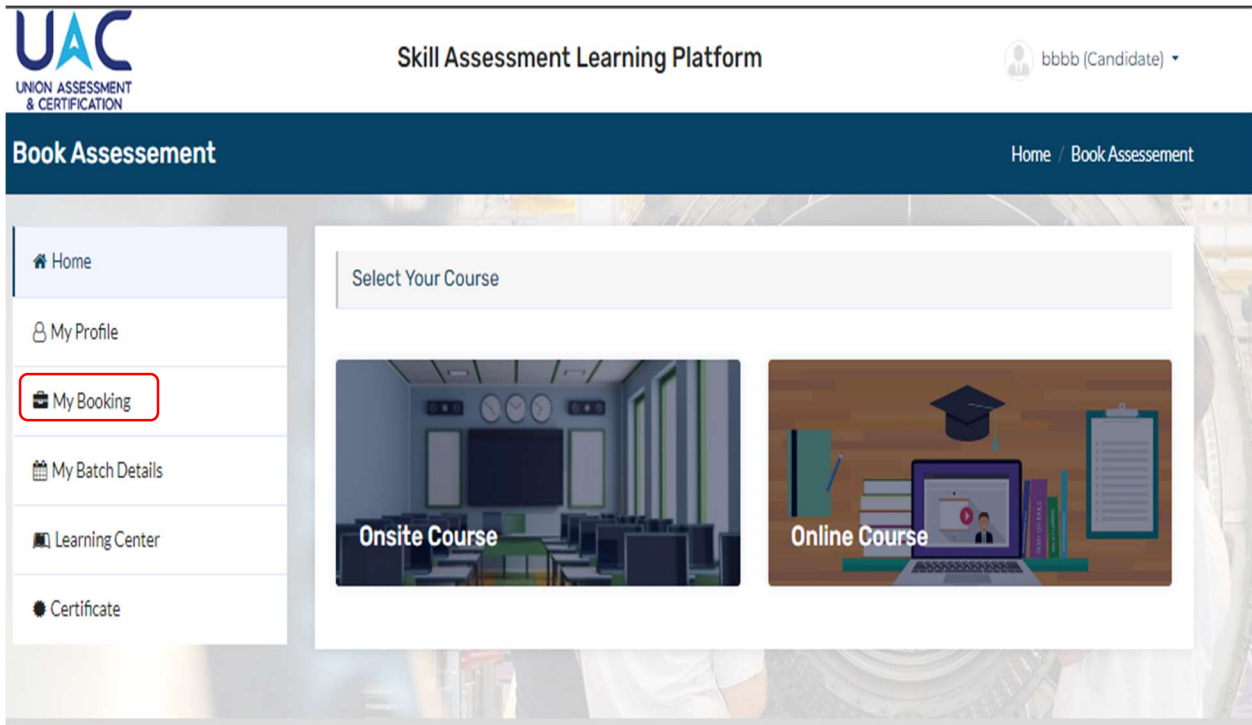 UAC
UNION ASSESSMENT
& CERTIFICATION
Skill Assessment Learning Platform
bbbb (Candidate)
Book Assessement
Home / Book Assessement
Home
My Profile
My Booking
My Batch Details
Learning Center
Certificate
Select Your Course
Onsite Course
Online Course